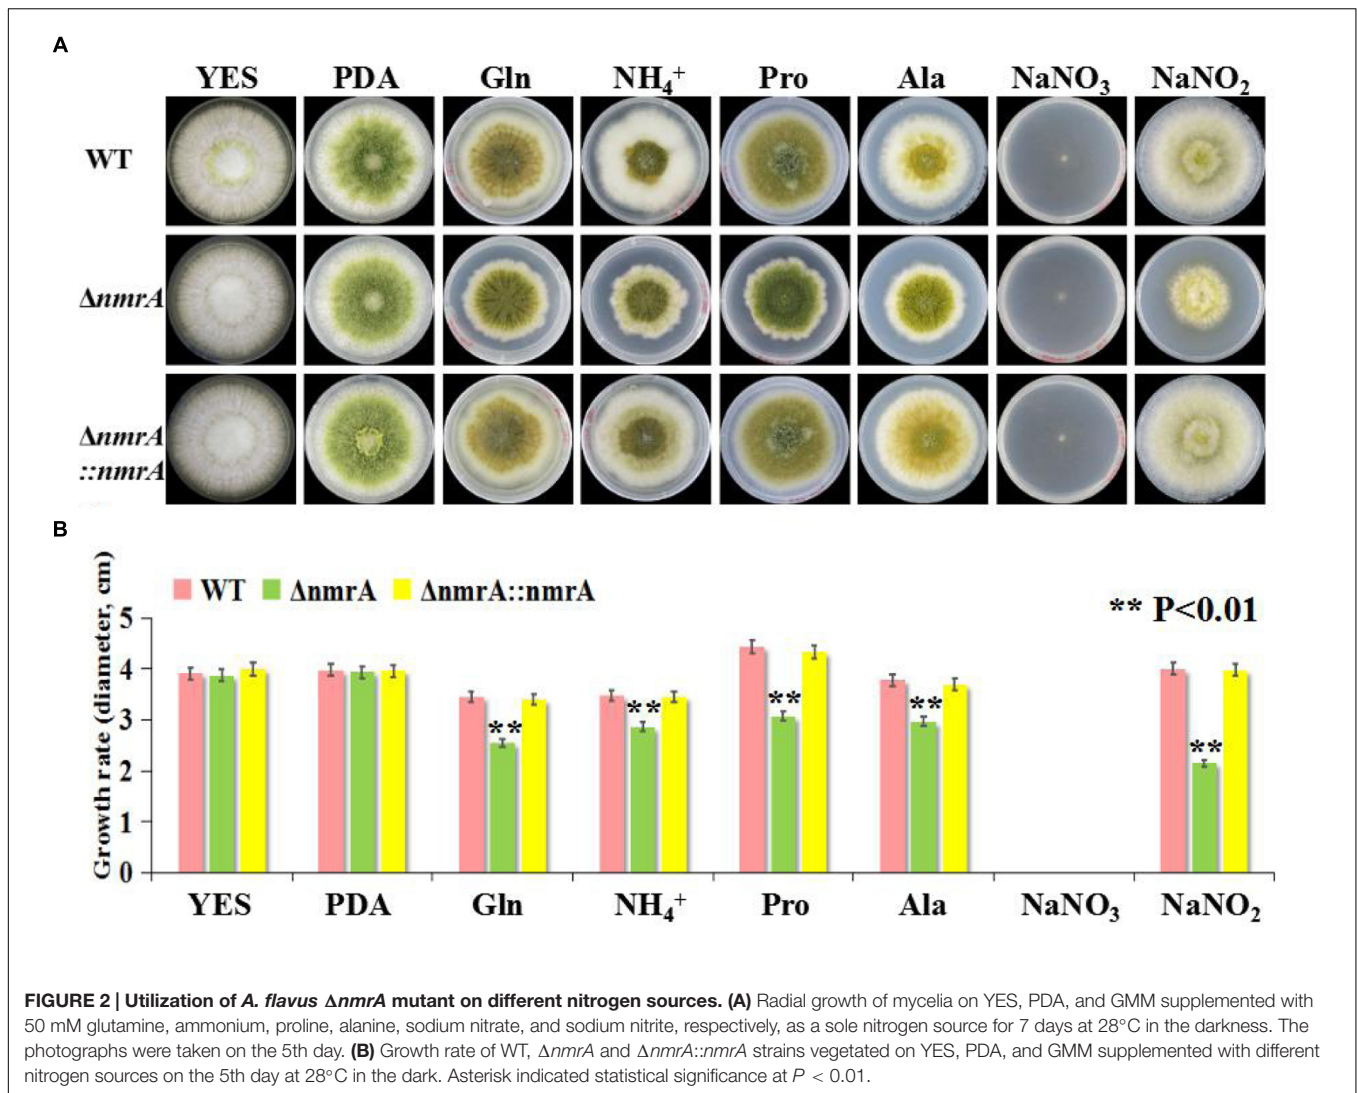 A
YES PDA Gln NH₄⁺ Pro Ala NaNO₃ NaNO₂
WT
ΔnmrA
ΔnmrA
::nmrA
B
Growth rate (diameter, cm)
WT ΔnmrA ΔnmrA::nmrA
** P<0.01
5
4
3
2
1
0
** ** ** ** **
YES PDA Gln NH₄⁺ Pro Ala NaNO₃ NaNO₂
FIGURE 2 | Utilization of A. flavus ΔnmrA mutant on different nitrogen sources. (A) Radial growth of mycelia on YES, PDA, and GMM supplemented with
50 mM glutamine, ammonium, proline, alanine, sodium nitrate, and sodium nitrite, respectively, as a sole nitrogen source for 7 days at 28°C in the darkness. The
photographs were taken on the 5th day. (B) Growth rate of WT, ΔnmrA and ΔnmrA::nmrA strains vegetated on YES, PDA, and GMM supplemented with different
nitrogen sources on the 5th day at 28°C in the dark. Asterisk indicated statistical significance at P < 0.01.